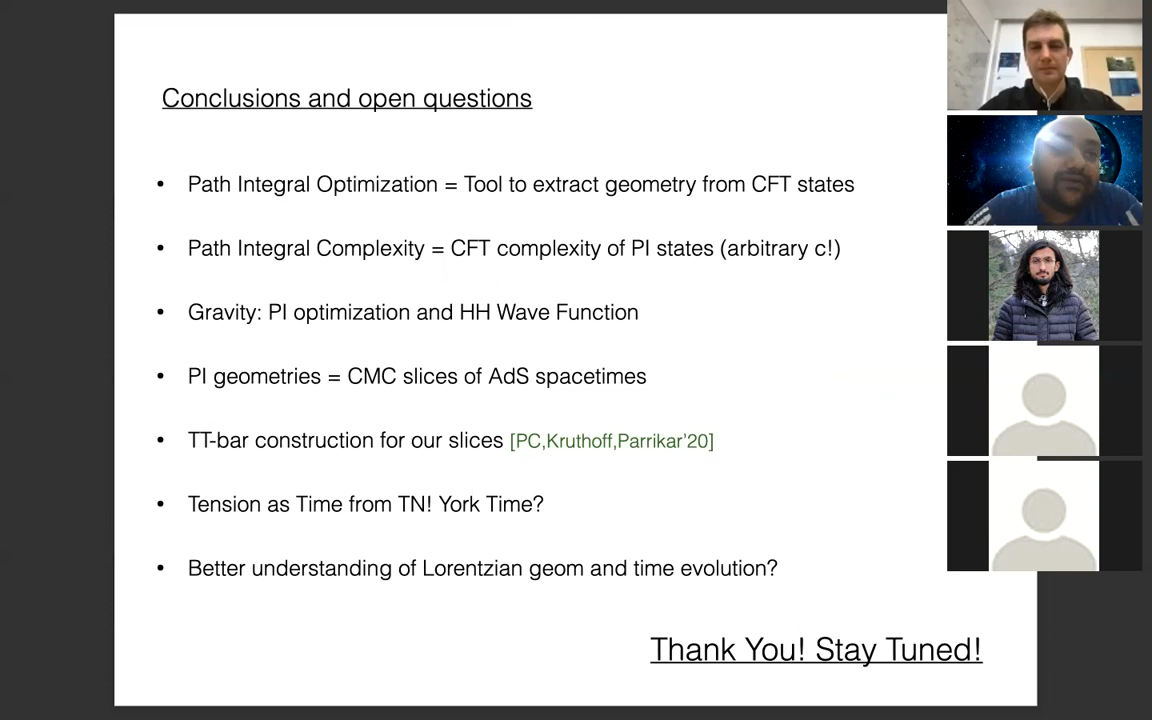 Conclusions and open questions
• Path Integral Optimization = Tool to extract geometry from CFT states
• Path Integral Complexity = CFT complexity of PI states (arbitrary c!)
• Gravity: PI optimization and HH Wave Function
• PI geometries = CMC slices of AdS spacetimes
• TT-bar construction for our slices [PC,Kruthoff,Parrikar’20]
• Tension as Time from TN! York Time?
• Better understanding of Lorentzian geom and time evolution?
Thank You! Stay Tuned!